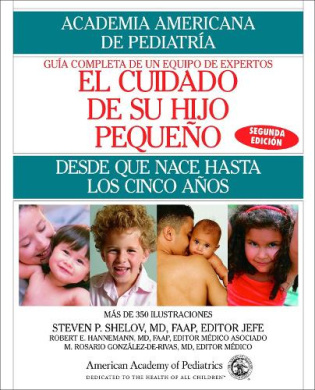 ACADEMIA AMERICANA
DE PEDIATRÍA
GUÍA COMPLETA DE UN EQUIPO DE EXPERTOS
EL CUIDADO
DE SU HIJO
PEQUEÑO
SEGUNDA
EDICIÓN
DESDE QUE NACE HASTA
LOS CINCO AÑOS
MÁS DE 350 ILUSTRACIONES
STEVEN P. SHELOV, MD, FAAP, EDITOR JEFE
ROBERT E. HANNEMANN, MD, FAAP, EDITOR MÉDICO ASOCIADO
M. ROSARIO GONZÁLEZ-DE-RIVAS, MD, EDITOR MÉDICO
American Academy of Pediatrics
DEDICATED TO THE HEALTH OF ALL CHILDREN™